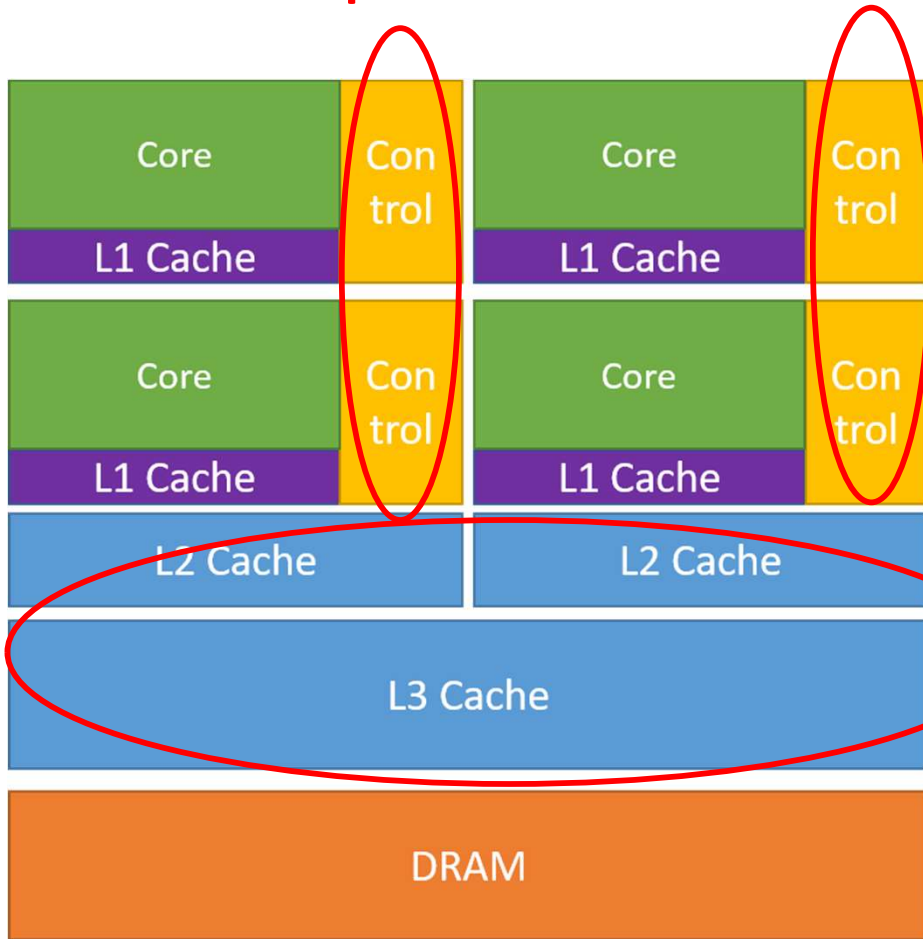 Core
Con
trol
L1 Cache
Core
Con
trol
L1 Cache
Core
Con
trol
L1 Cache
Core
Con
trol
L1 Cache
L2 Cache
L2 Cache
L3 Cache
DRAM